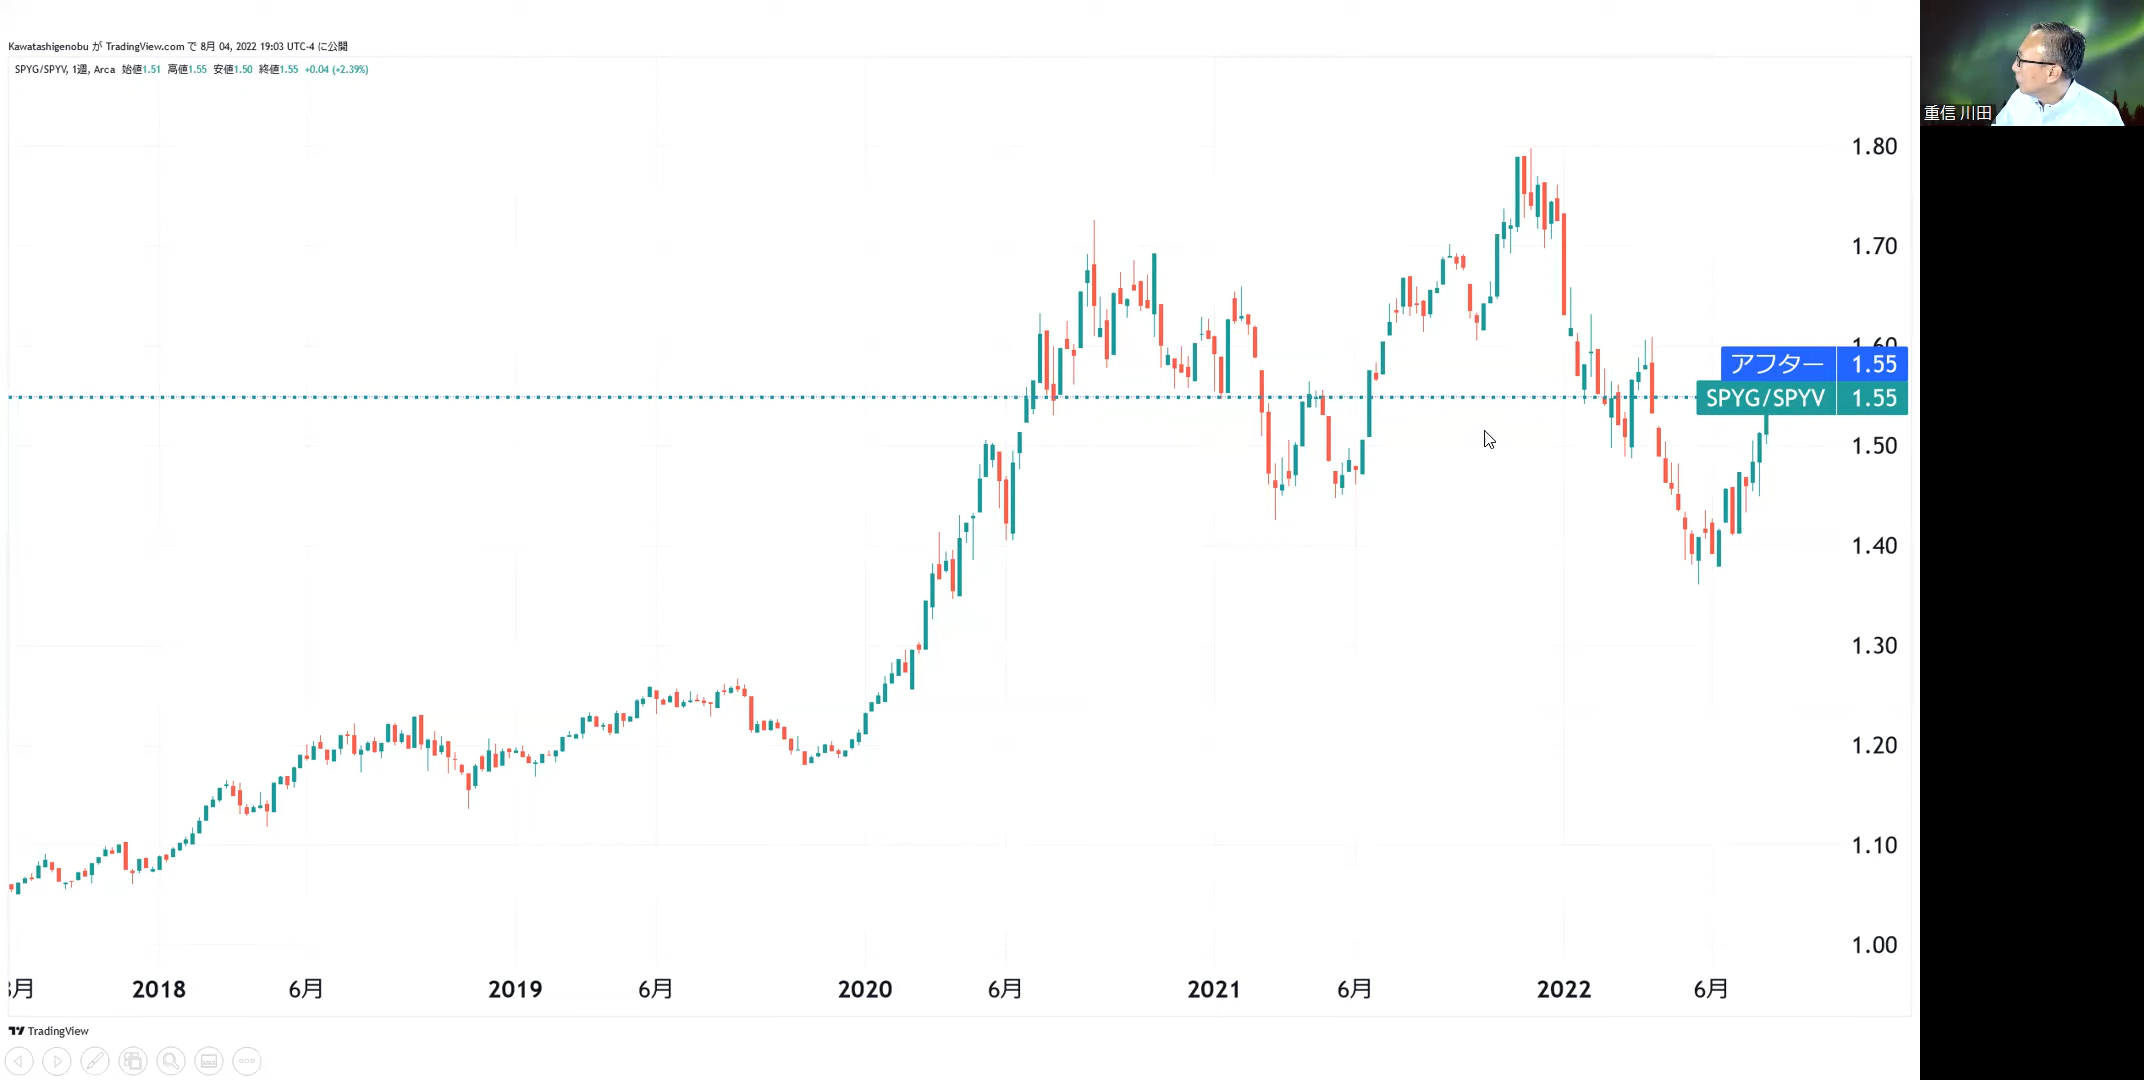 Kawatashigenobu が TradingView.com で 8月 04, 2022 19:03 UTC-4 に公開
SPYG/SPYV, 1週, Arca 始値1.51 高値1.55 安値1.50 終値1.55 +0.04 (+2.39%)
重信 川田
1.80
1.70
1.60
アフター 1.55
SPYG/SPYV 1.55
1.50
1.40
1.30
1.20
1.10
1.00
月 2018 6月 2019 6月 2020 6月 2021 6月 2022 6月
TradingView